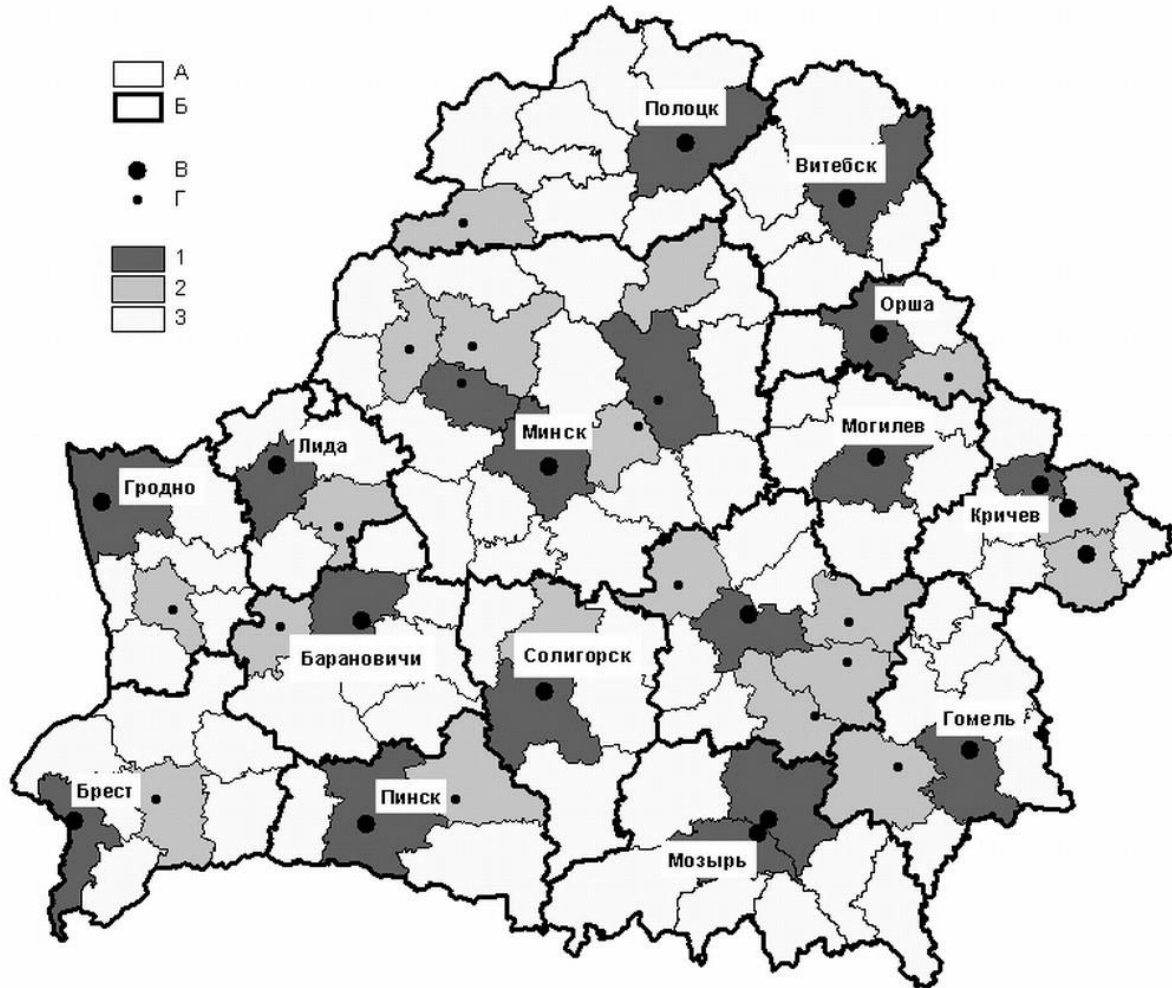 А
Б
В
Г
1
2
3
Полоцк
Витебск
Орша
Минск
Могилев
Лида
Гродно
Кричев
Барановичи
Солигорск
Гомель
Брест
Пинск
Мозырь